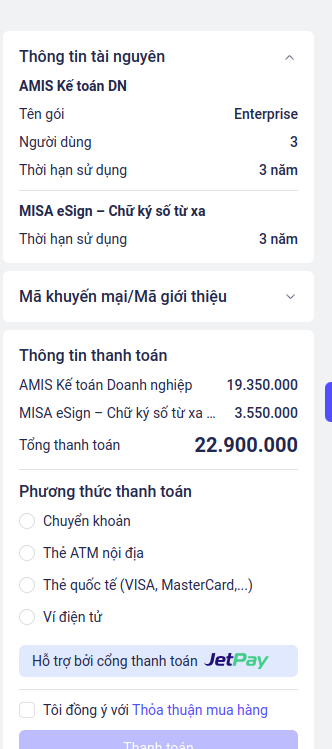 Thông tin tài nguyên
AMIS Kế toán DN
Tên gói Enterprise
Người dùng 3
Thời hạn sử dụng 3 năm
MISA eSign – Chữ ký số từ xa
Thời hạn sử dụng 3 năm
Mã khuyến mại/Mã giới thiệu
Thông tin thanh toán
AMIS Kế toán Doanh nghiệp 19.350.000
MISA eSign – Chữ ký số từ xa ... 3.550.000
Tổng thanh toán 22.900.000
Phương thức thanh toán
Chuyển khoản
Thẻ ATM nội địa
Thẻ quốc tế (VISA, MasterCard,...)
Ví điện tử
Hỗ trợ bởi cổng thanh toán JetPay
Tôi đồng ý với Thỏa thuận mua hàng
Thanh toán